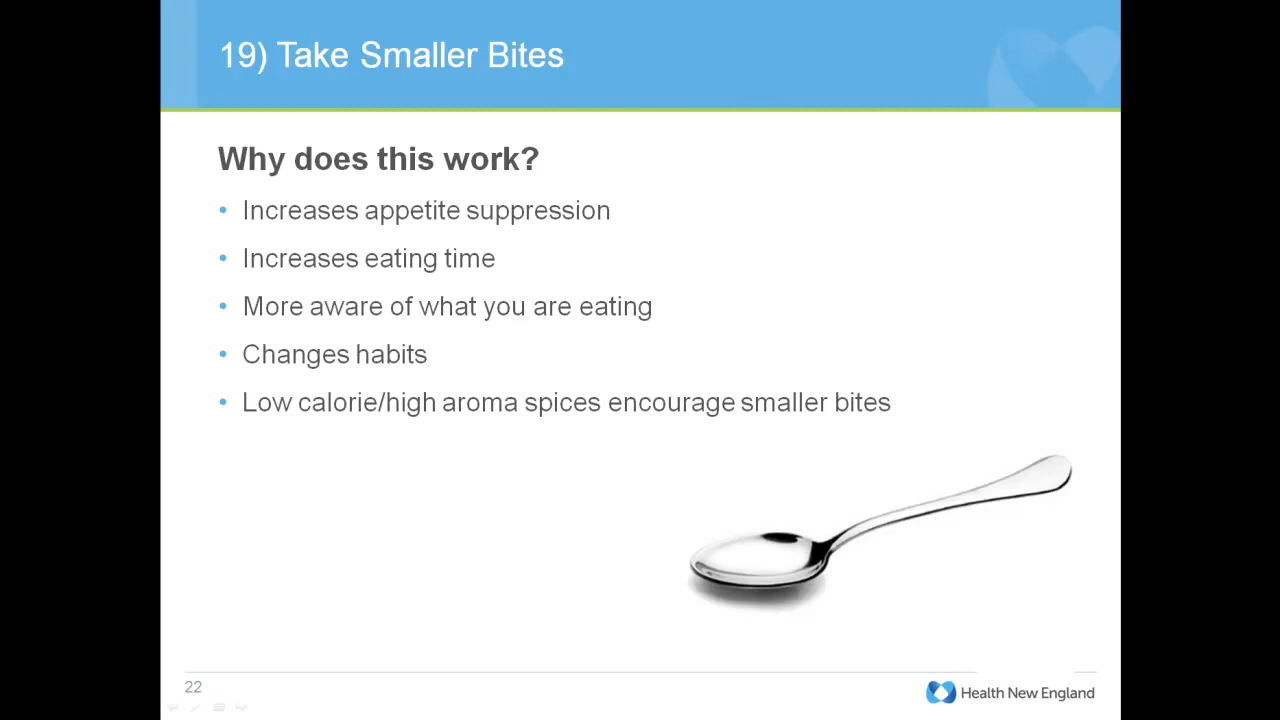 19) Take Smaller Bites
Why does this work?
• Increases appetite suppression
• Increases eating time
• More aware of what you are eating
• Changes habits
• Low calorie/high aroma spices encourage smaller bites
22
Health New England